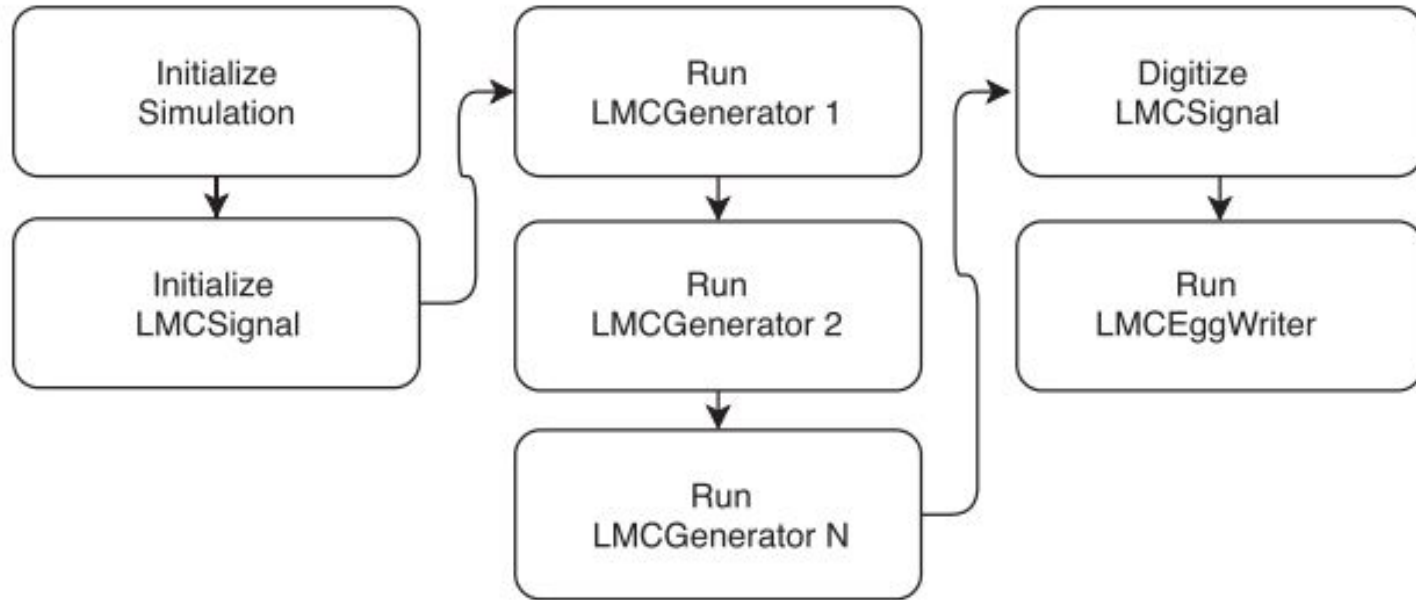 Initialize
Simulation
Initialize
LMCSignal
Run
LMCGenerator 1
Run
LMCGenerator 2
Run
LMCGenerator N
Digitize
LMCSignal
Run
LMCEggWriter